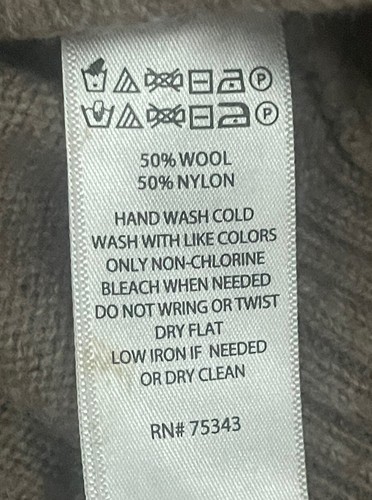 P
P
50% WOOL
50% NYLON
HAND WASH COLD
WASH WITH LIKE COLORS
ONLY NON-CHLORINE
BLEACH WHEN NEEDED
DO NOT WRING OR TWIST
DRY FLAT
LOW IRON IF NEEDED
OR DRY CLEAN
RN# 75343